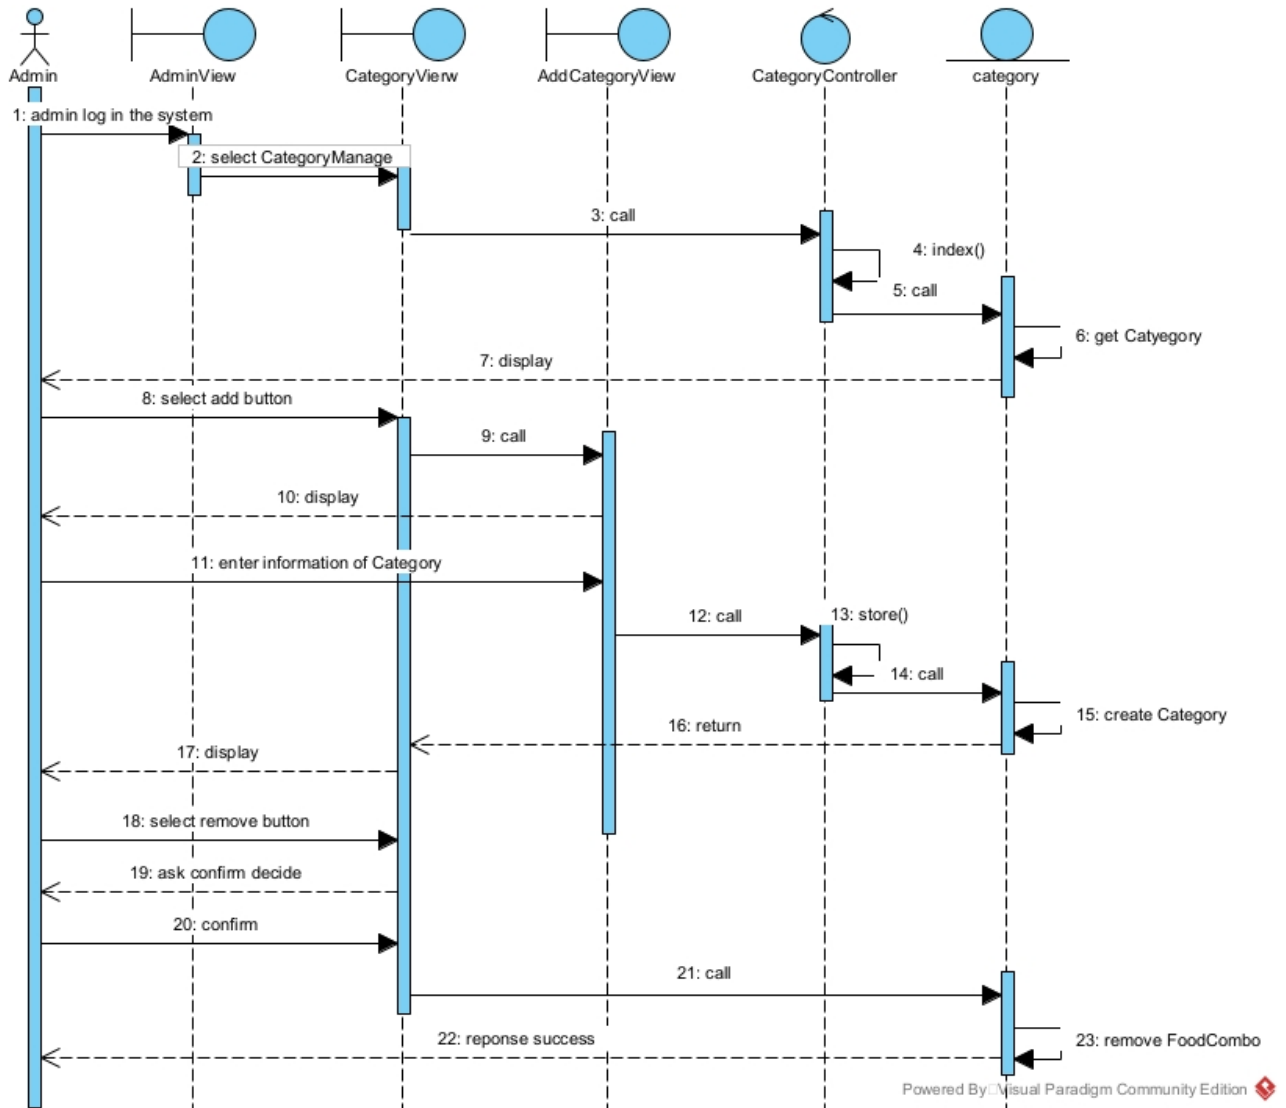 Admin
AdminView
CategoryVierw
AddCategoryView
CategoryController
category
1: admin log in the system
2: select CategoryManage
3: call
4: index()
5: call
6: get Catyegory
7: display
8: select add button
9: call
10: display
11: enter information of Category
12: call
13: store()
14: call
15: create Category
16: return
17: display
18: select remove button
19: ask confirm decide
20: confirm
21: call
22: reponse success
23: remove FoodCombo
Powered By Visual Paradigm Community Edition